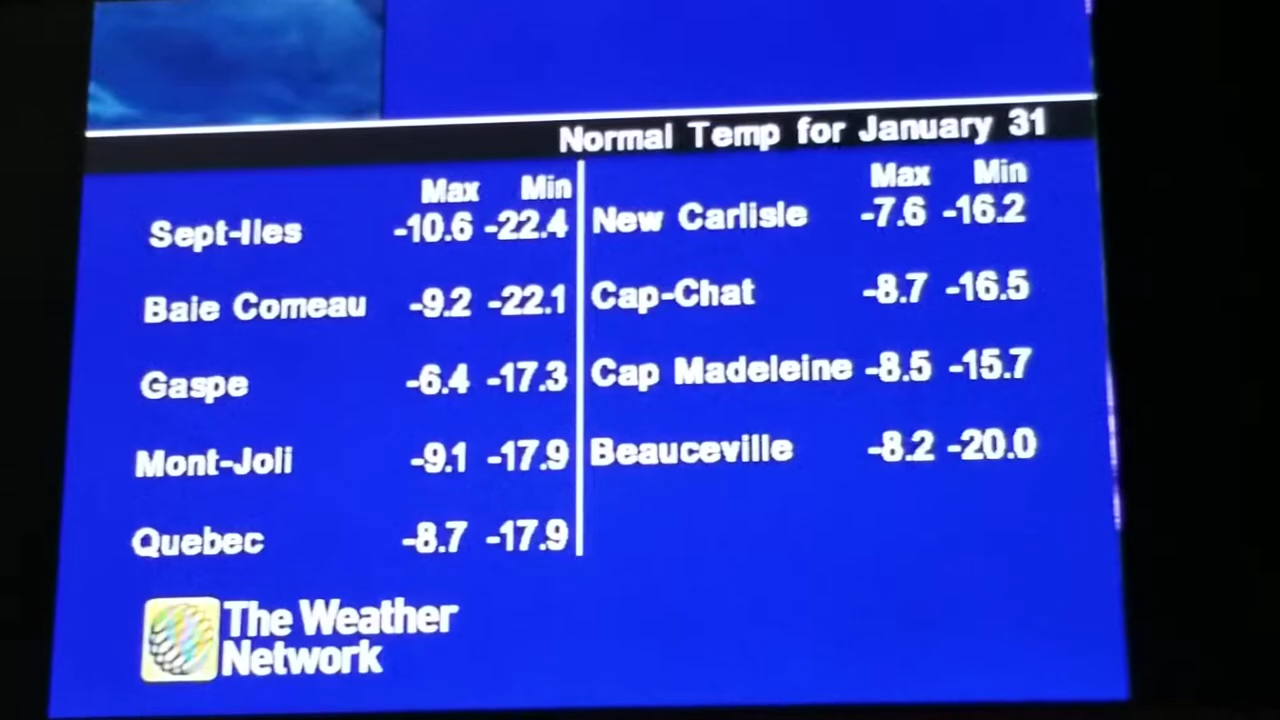 Normal Temp for January 31
Max Min
Sept-Iles -10.6 -22.4
Baie Comeau -9.2 -22.1
Gaspe -6.4 -17.3
Mont-Joli -9.1 -17.9
Quebec -8.7 -17.9
Max Min
New Carlisle -7.6 -16.2
Cap-Chat -8.7 -16.5
Cap Madeleine -8.5 -15.7
Beauceville -8.2 -20.0
The Weather
Network